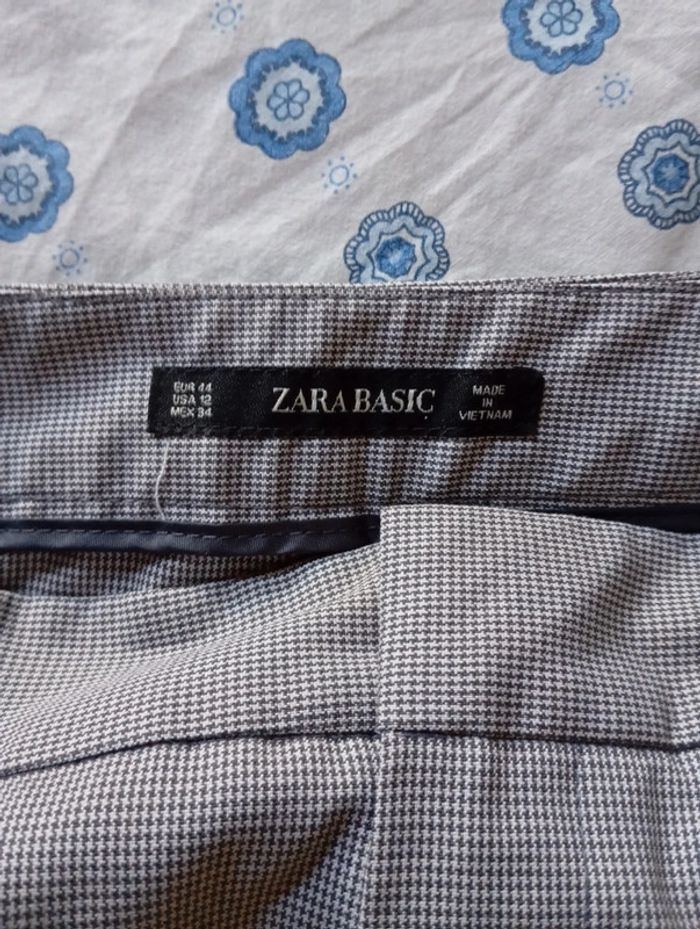 EUR 44
USA 12
MEX 34
ZARA BASIC
MADE
IN
VIETNAM